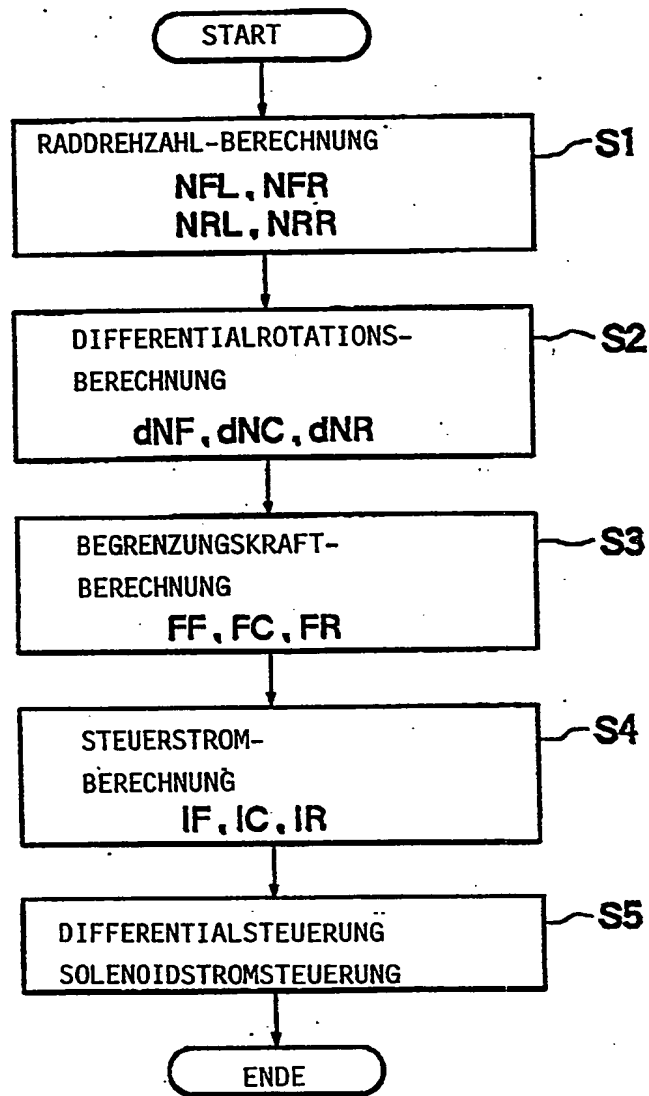 START
RADDREHZAHL-BERECHNUNG
S1
NFL, NFR
NRL, NRR
DIFFERENTIALROTATIONS-
S2
BERECHNUNG
dNF, dNC, dNR
BEGRENZUNGSKRAFT-
S3
BERECHNUNG
FF, FC, FR
STEUERSTROM-
S4
BERECHNUNG
IF, IC, IR
DIFFERENTIALSTEUERUNG
S5
SOLENOIDSTROMSTEUERUNG
ENDE